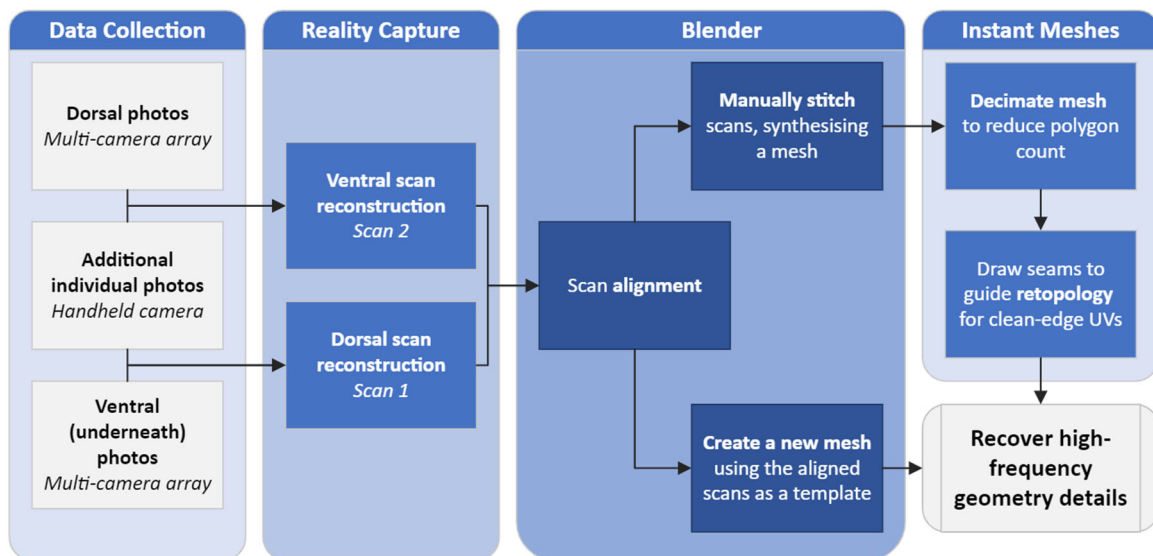 Data Collection
Dorsal photos
Multi-camera array
Additional
individual photos
Handheld camera
Ventral
(underneath)
photos
Multi-camera array
Reality Capture
Ventral scan
reconstruction
Scan 2
Dorsal scan
reconstruction
Scan 1
Blender
Scan alignment
Manually stitch
scans, synthesising
a mesh
Create a new mesh
using the aligned
scans as a template
Instant Meshes
Decimate mesh
to reduce polygon
count
Draw seams to
guide retopology
for clean-edge UVs
Recover high-
frequency
geometry details